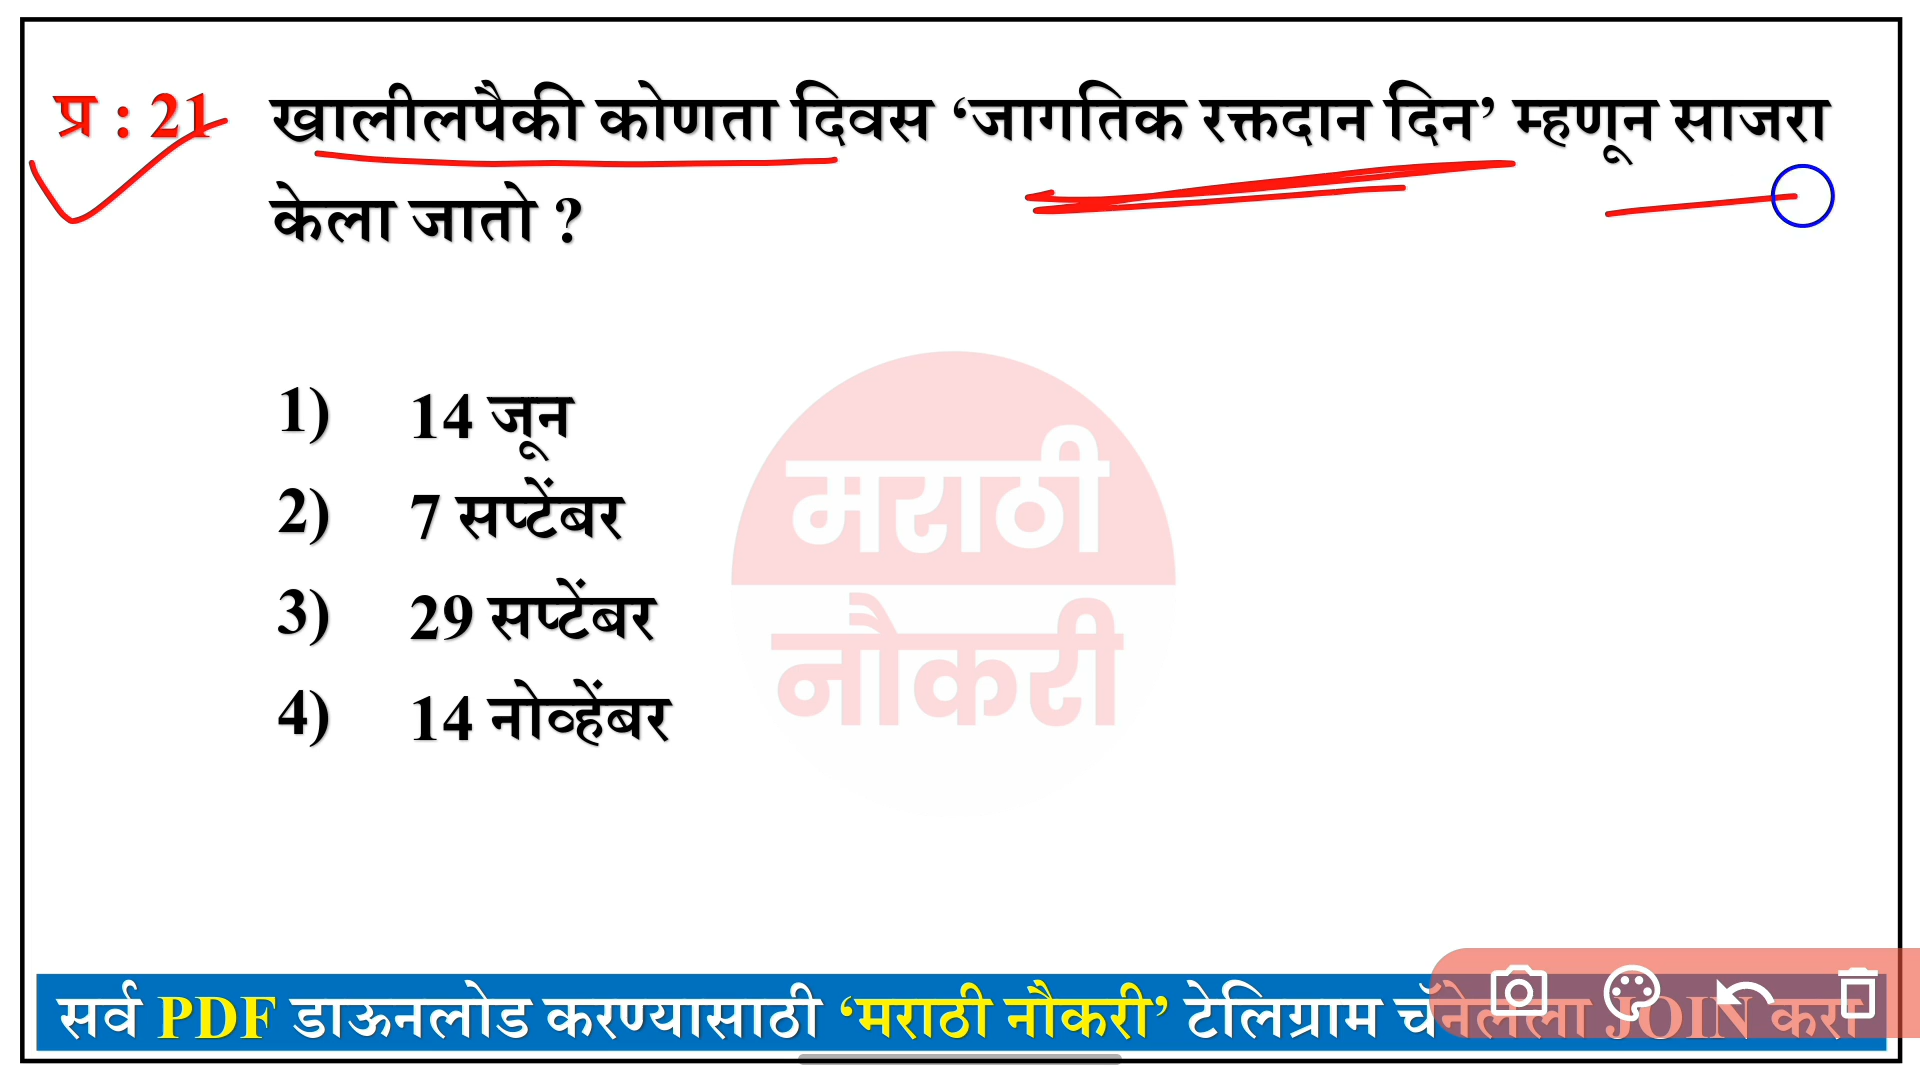 प्र : 21 खालीलपैकी कोणता दिवस ‘जागतिक रक्तदान दिन’ म्हणून साजरा
केला जातो ?
1) 14 जून
2) 7 सप्टेंबर
3) 29 सप्टेंबर
4) 14 नोव्हेंबर
मराठी
नौकरी
सर्व PDF डाऊनलोड करण्यासाठी ‘मराठी नौकरी’ टेलिग्राम चॅनेलला JOIN करा